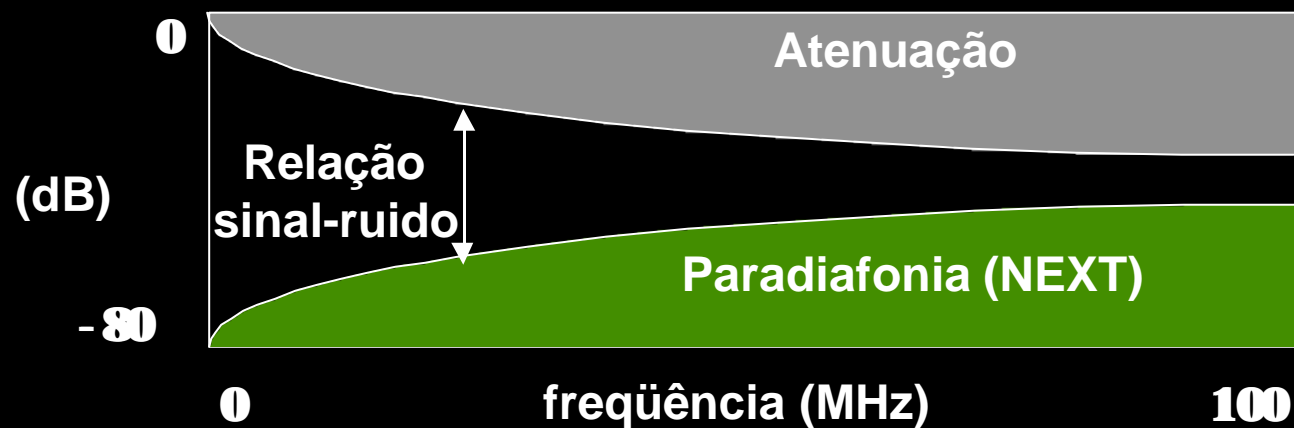 0
Atenuação
Relação
sinal-ruido
(dB)
Paradiafonia (NEXT)
-80
0
freqüência (MHz)
100